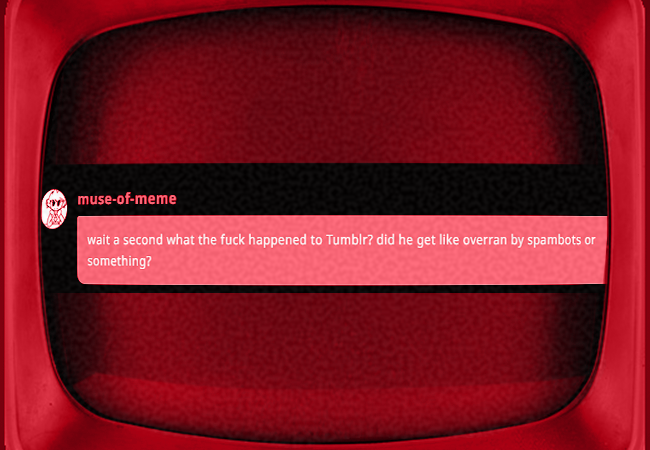 muse-of-meme
wait a second what the fuck happened to Tumblr? did he get like overran by spambots or
something?